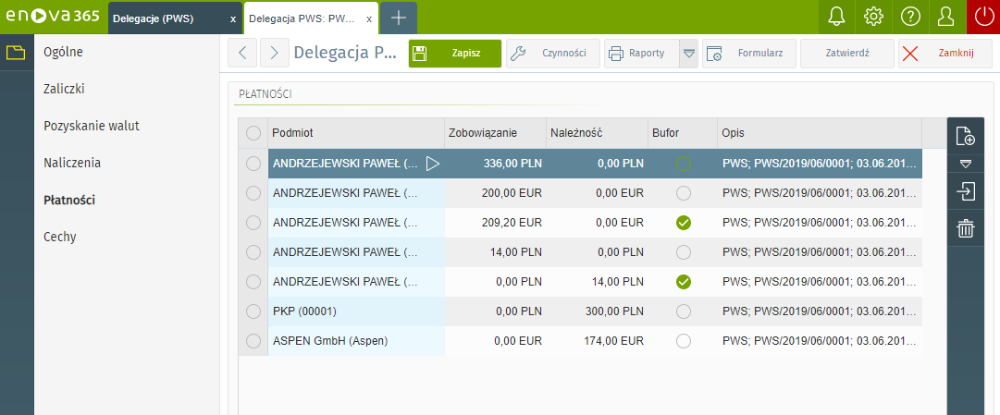 enova365 Delegacje (PWS) x Delegacja PWS: PW... x
Ogólne
Zaliczki
Pozyskanie walut
Naliczenia
Płatności
Cechy
Delegacja P... Zapisz Czynności Raporty Formularz Zatwierdź Zamknij
PŁATNOŚCI
Podmiot Zobowiązanie Należność Bufor Opis
ANDRZEJEWSKI PAWEŁ (... 336,00 PLN 0,00 PLN PWS; PWS/2019/06/0001; 03.06.201...
ANDRZEJEWSKI PAWEŁ (... 200,00 EUR 0,00 EUR PWS; PWS/2019/06/0001; 03.06.201...
ANDRZEJEWSKI PAWEŁ (... 209,20 EUR 0,00 EUR PWS; PWS/2019/06/0001; 03.06.201...
ANDRZEJEWSKI PAWEŁ (... 14,00 PLN 0,00 PLN PWS; PWS/2019/06/0001; 03.06.201...
ANDRZEJEWSKI PAWEŁ (... 0,00 PLN 14,00 PLN PWS; PWS/2019/06/0001; 03.06.201...
PKP (00001) 0,00 PLN 300,00 PLN PWS; PWS/2019/06/0001; 03.06.201...
ASPEN GmbH (Aspen) 0,00 EUR 174,00 EUR PWS; PWS/2019/06/0001; 03.06.201...